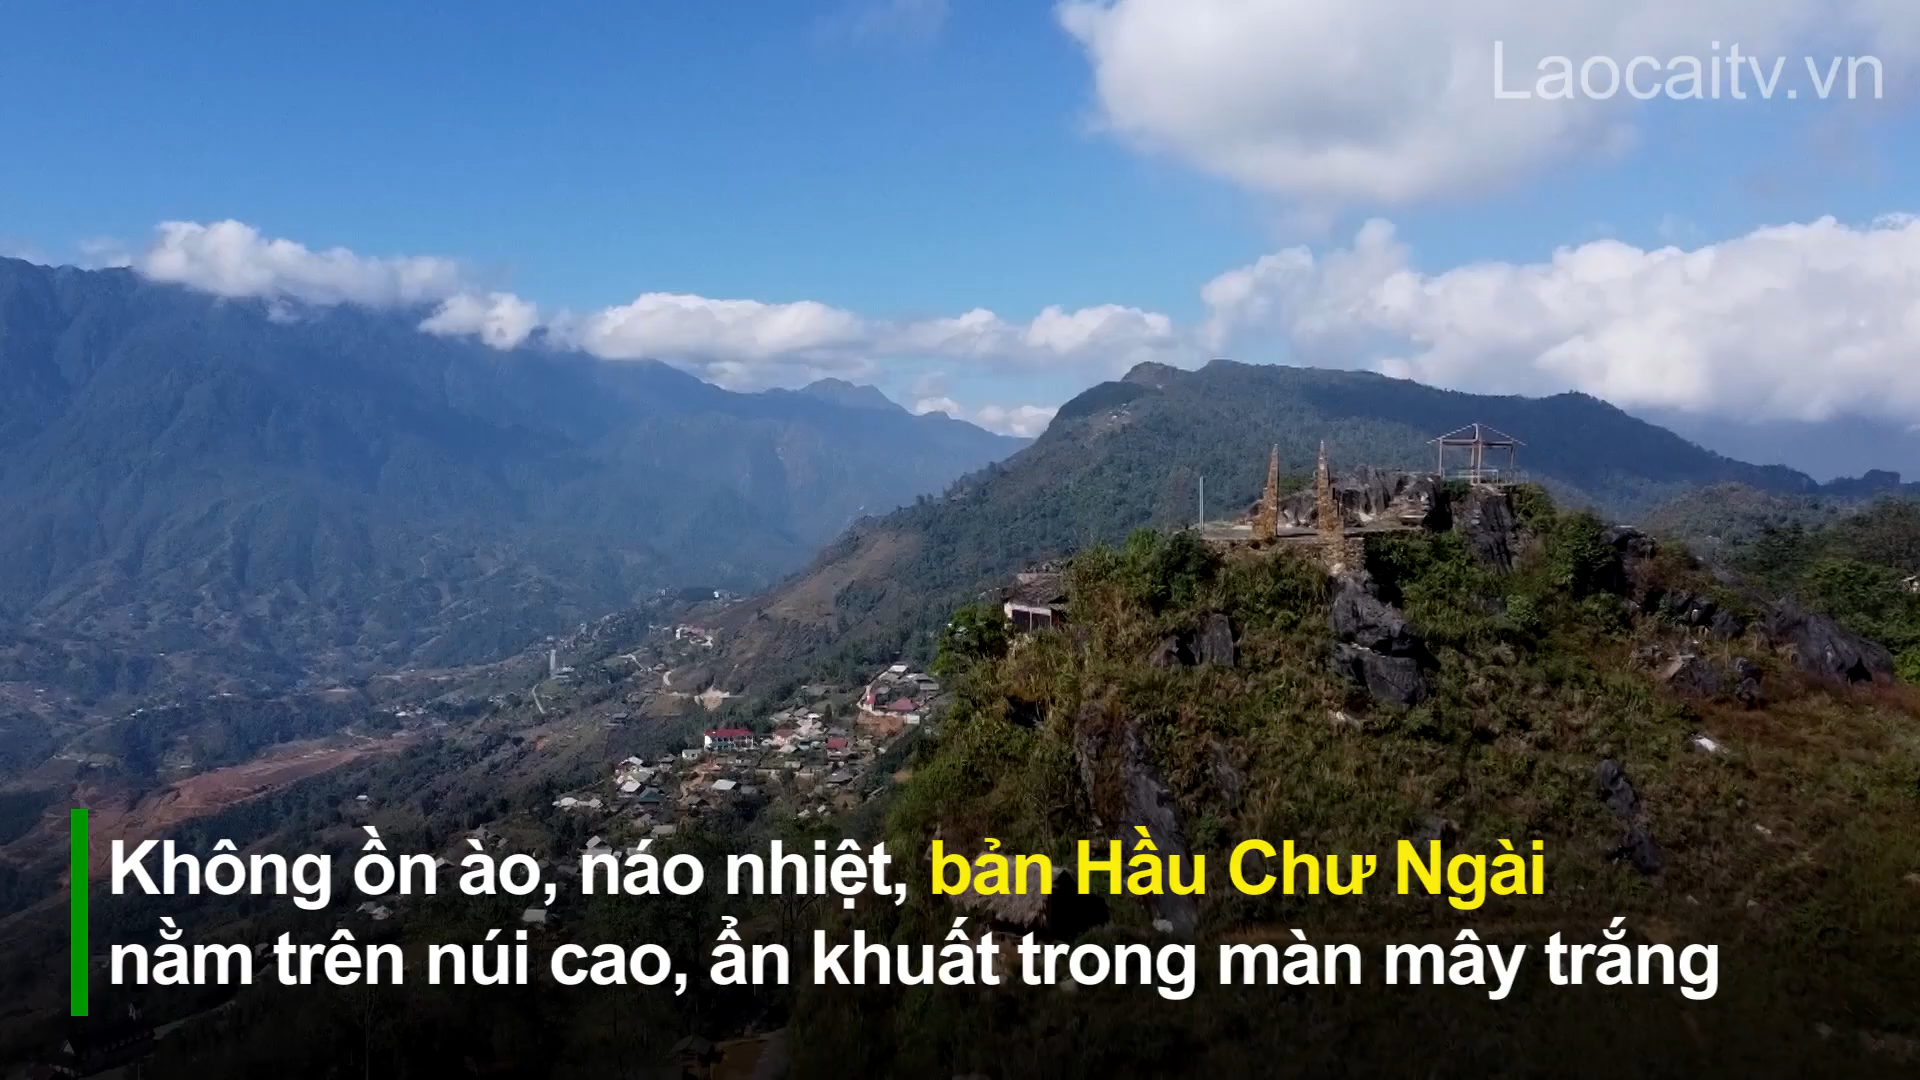 Laocaitv.vn
Không ồn ào, náo nhiệt, bản Hầu Chư Ngài
nằm trên núi cao, ẩn khuất trong màn mây trắng